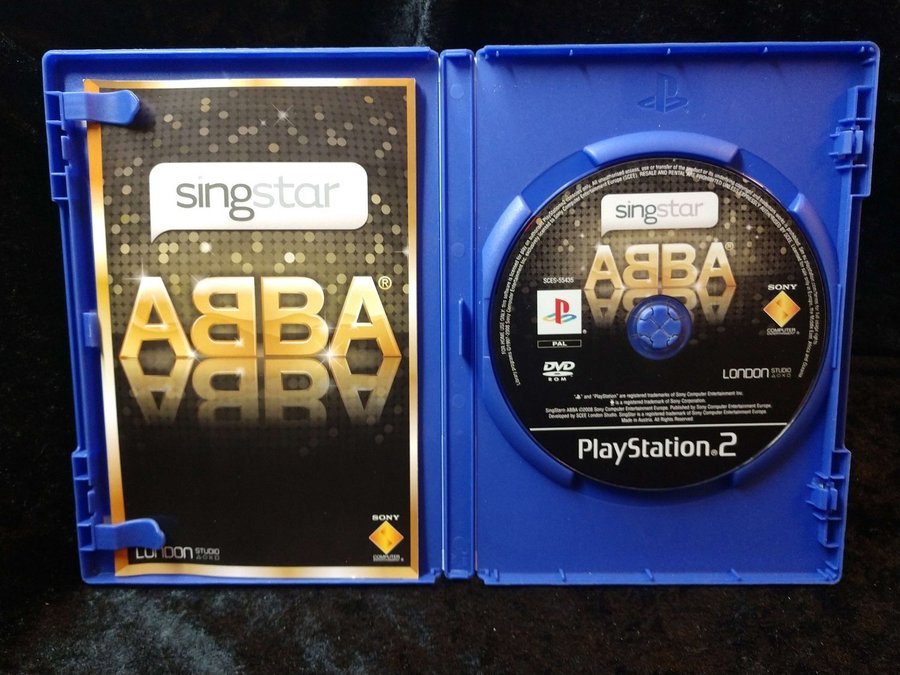 singstar
ABBA®
LONDON STUDIO
SONY
COMPUTER
ENTERTAINMENT®
singstar
ABBA®
SCES-55435
PAL
DVD
ROM
SONY
COMPUTER
LONDON STUDIO
"PS" and "PlayStation" are registered trademarks of Sony Computer Entertainment Inc.
is a registered trademark of Sony Corporation.
SingStar® ABBA ©2008 Sony Computer Entertainment Europe. Published by Sony Computer Entertainment Europe.
Developed by SCEE London Studio. SingStar is a registered trademark of Sony Computer Entertainment Europe.
Made in Austria. All Rights Reserved.
PlayStation®2